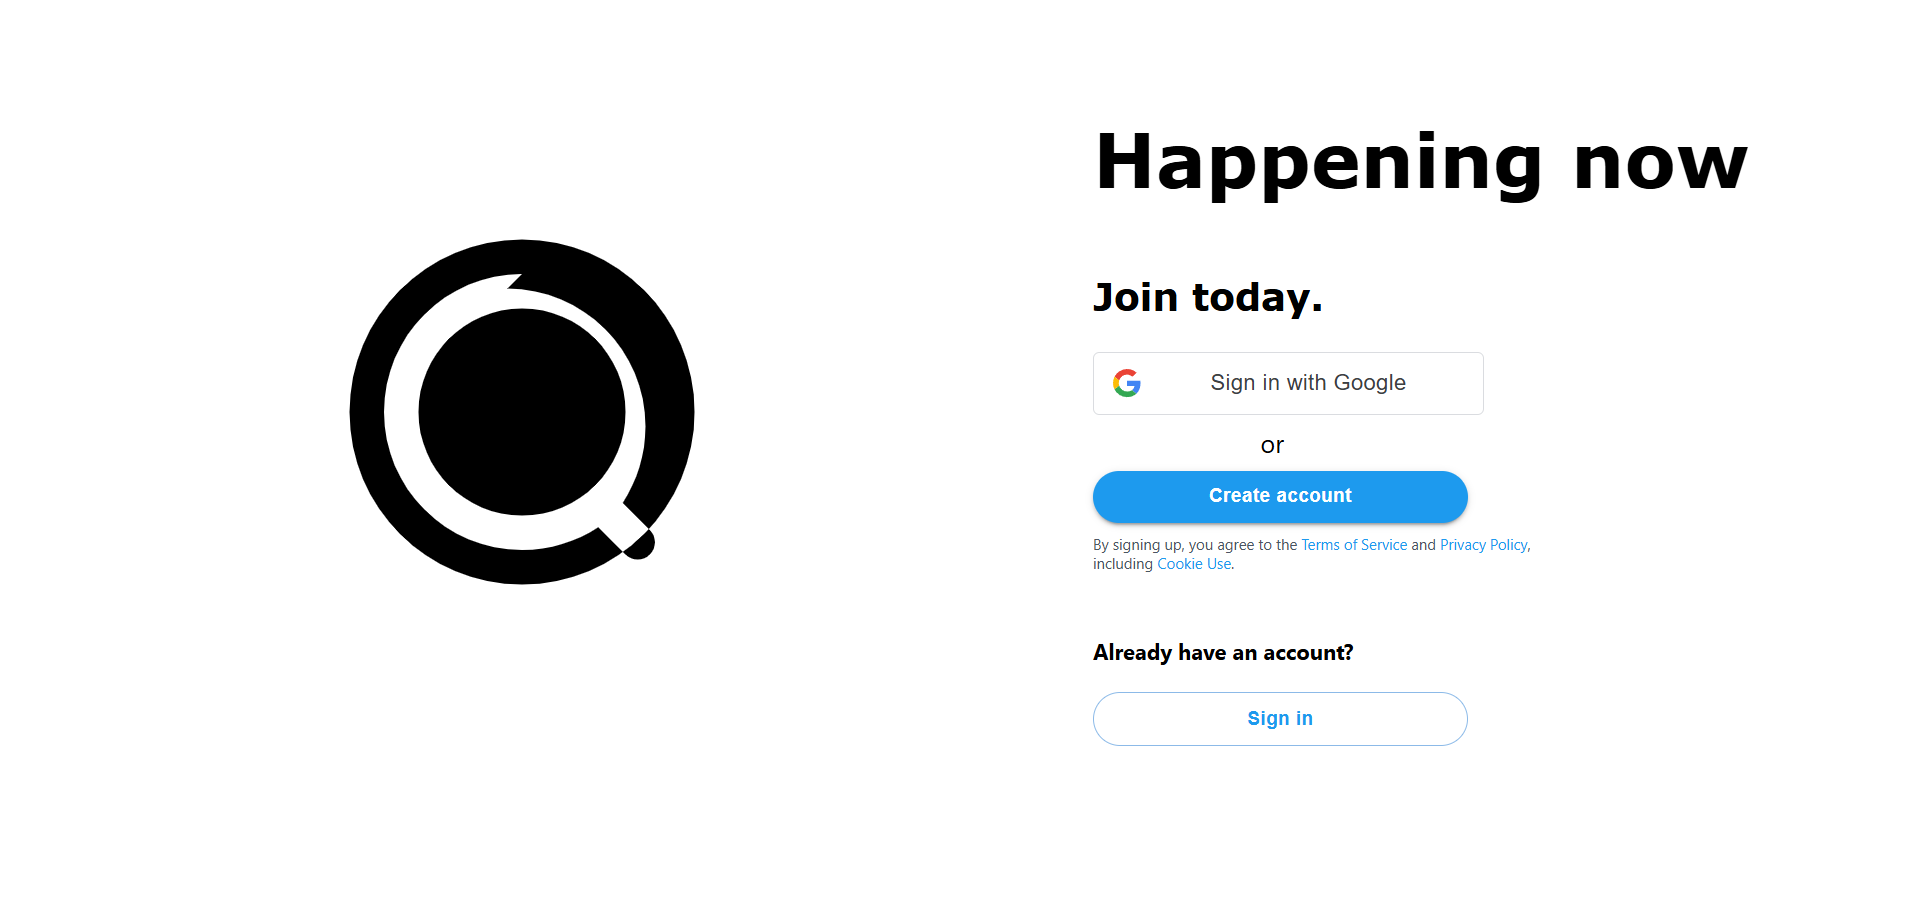 Happening now
Join today.
Sign in with Google
or
Create account
By signing up, you agree to the Terms of Service and Privacy Policy,
including Cookie Use.
Already have an account?
Sign in